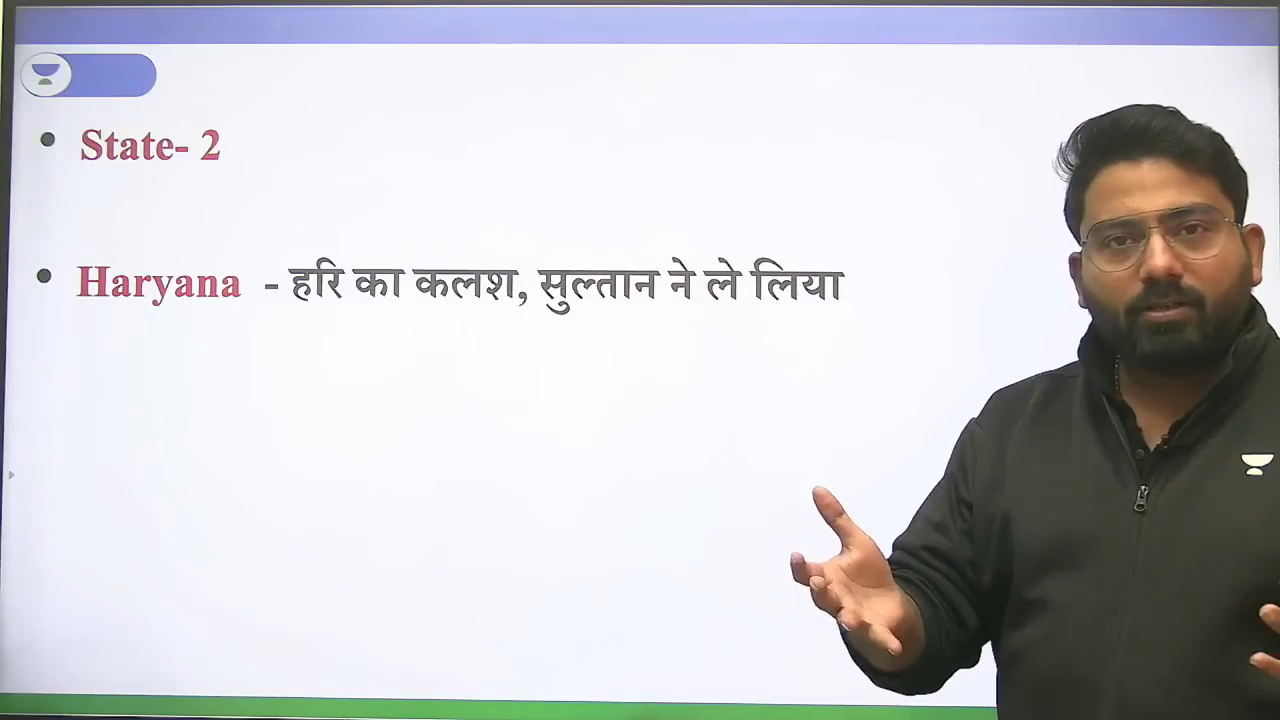 State- 2
Haryana - हरि का कलश, सुल्तान ने ले लिया